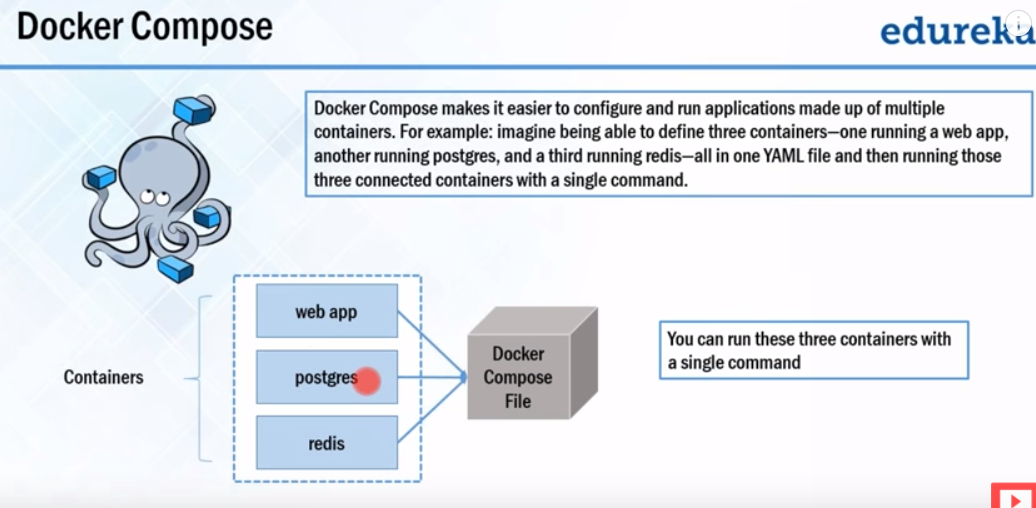 Docker Compose
edureka
Docker Compose makes it easier to configure and run applications made up of multiple
containers. For example: imagine being able to define three containers—one running a web app,
another running postgres, and a third running redis—all in one YAML file and then running those
three connected containers with a single command.
Containers
web app
postgres
redis
Docker
Compose
File
You can run these three containers with
a single command